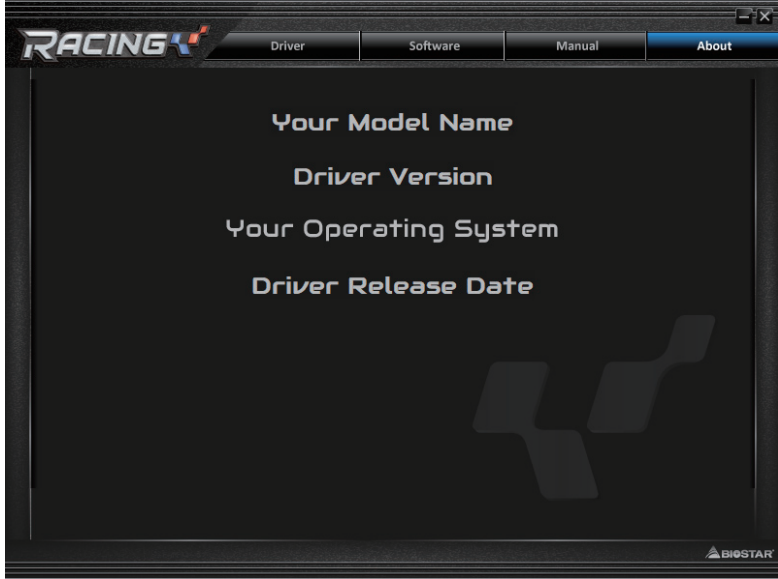 RACING
Driver Software Manual About
Your Model Name
Driver Version
Your Operating System
Driver Release Date
BIOSTAR